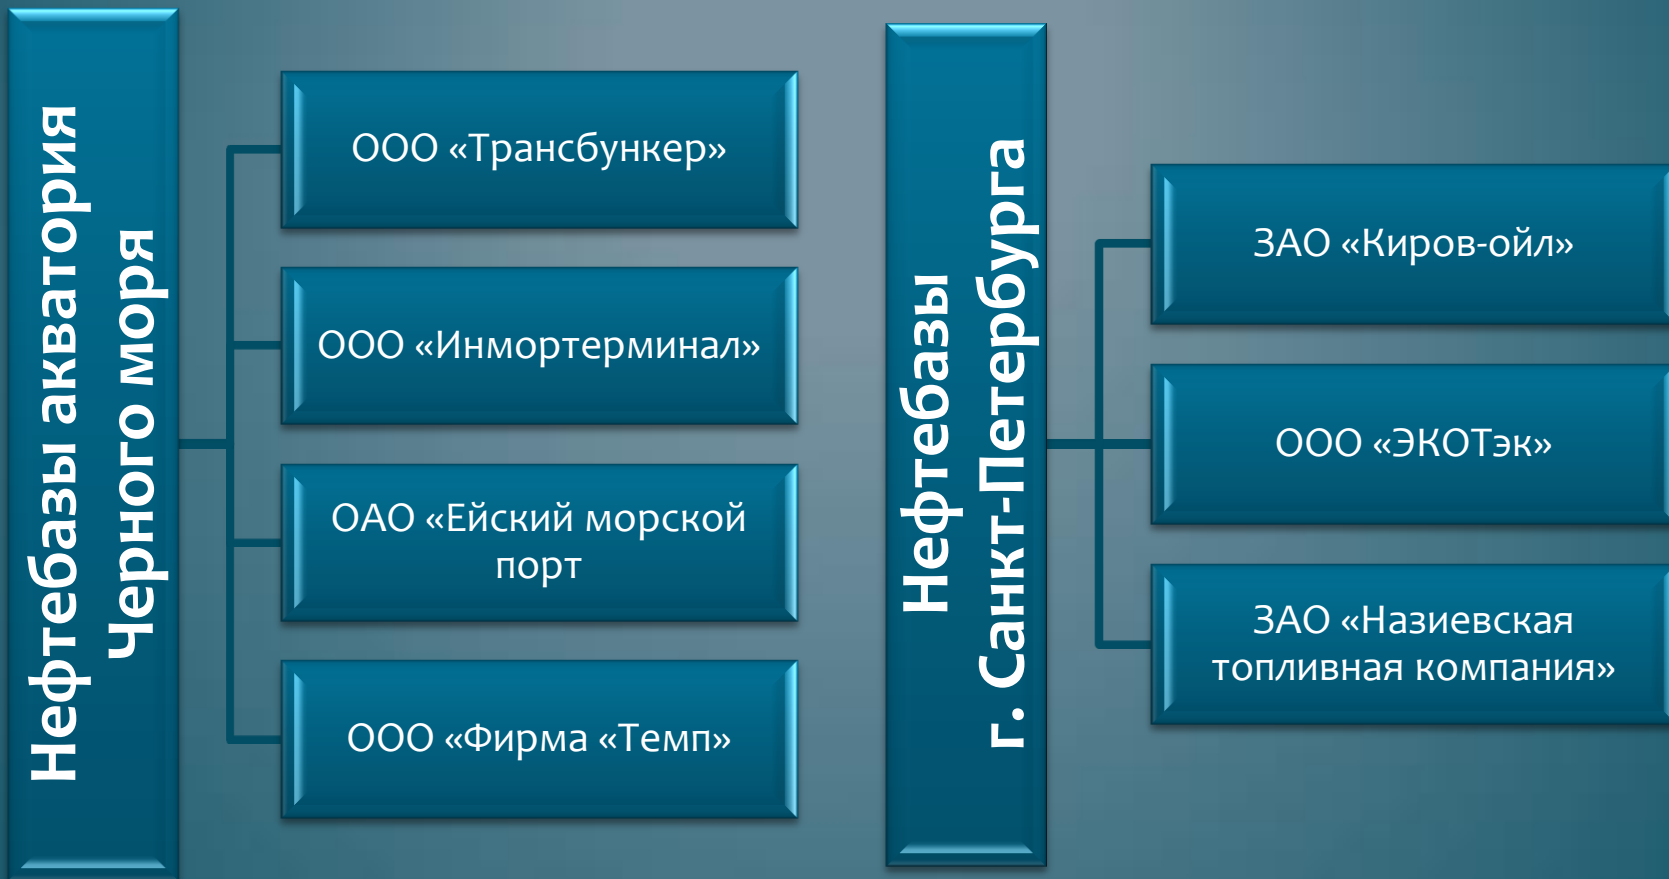 Нефтебазы акватория
Черного моря
ООО «Трансбункер»
ООО «Инмортерминал»
ОАО «Ейский морской
порт
ООО «Фирма «Темп»
Нефтебазы
г. Санкт-Петербурга
ЗАО «Киров-ойл»
ООО «ЭКОТэк»
ЗАО «Назиевская
топливная компания»